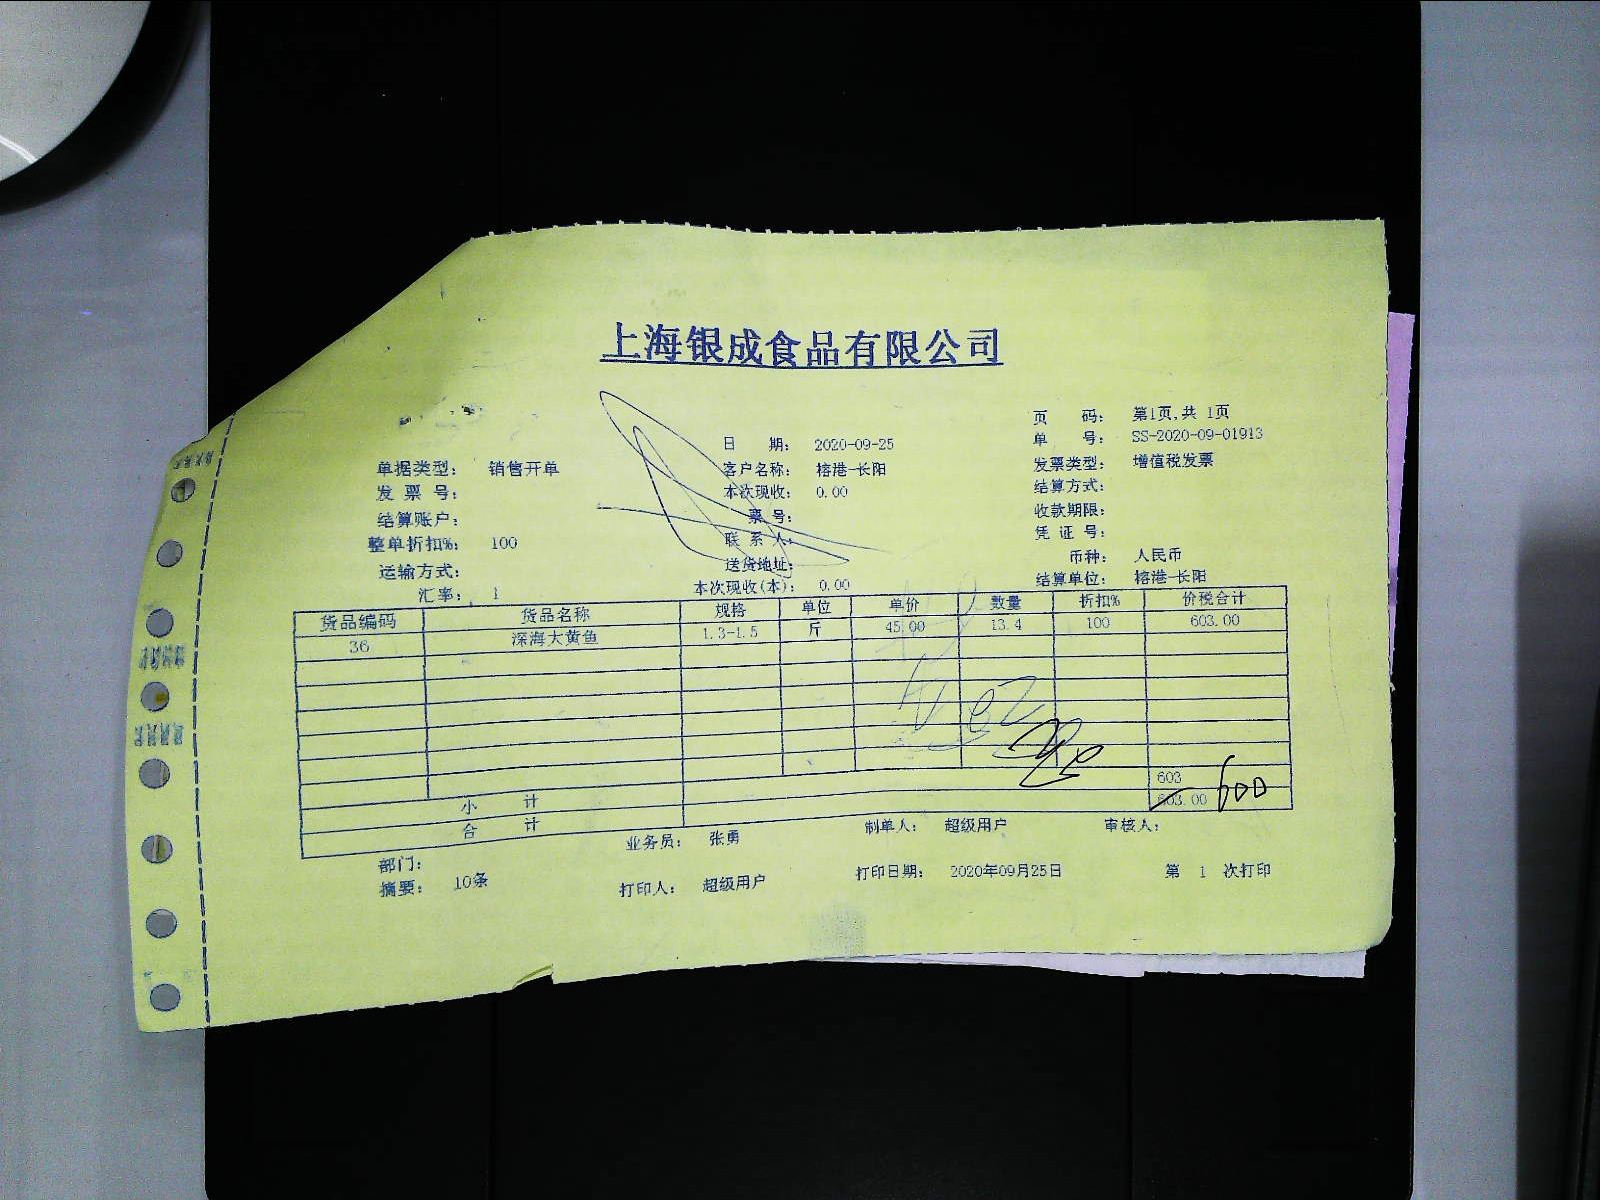 上海银成食品有限公司
页 码: 第1页,共 1页
日 期: 2020-09-25 单 号: SS-2020-09-01913
单据类型: 销售开单 客户名称: 榕港-长阳 发票类型: 增值税发票
发 票 号: 本次现收: 0.00 结算方式:
结算账户: 票 号: 收款期限:
整单折扣%: 100 联 系 人: 凭 证 号:
运输方式: 送货地址: 币种: 人民币
汇率: 1 本次现收(本): 0.00 结算单位: 榕港-长阳
货品编码 货品名称 规格 单位 单价 数量 折扣% 价税合计
36 深海大黄鱼 1.3-1.5 斤 45.00 13.4 100 603.00
小 计 603
合 计 603.00 600
业务员: 张勇 制单人: 超级用户 审核人:
部门:
摘要: 10条 打印人: 超级用户 打印日期: 2020年09月25日 第 1 次打印